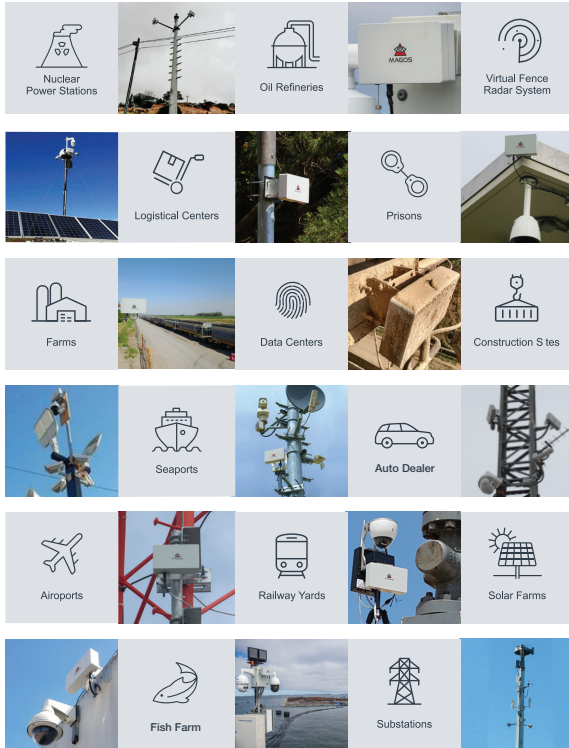 Nuclear
Power Stations
Oil Refineries
MAGOS
Virtual Fence
Radar System
Logistical Centers
Prisons
Farms
Data Centers
Construction S tes
Seaports
Auto Dealer
Airoports
Railway Yards
Solar Farms
Fish Farm
Substations